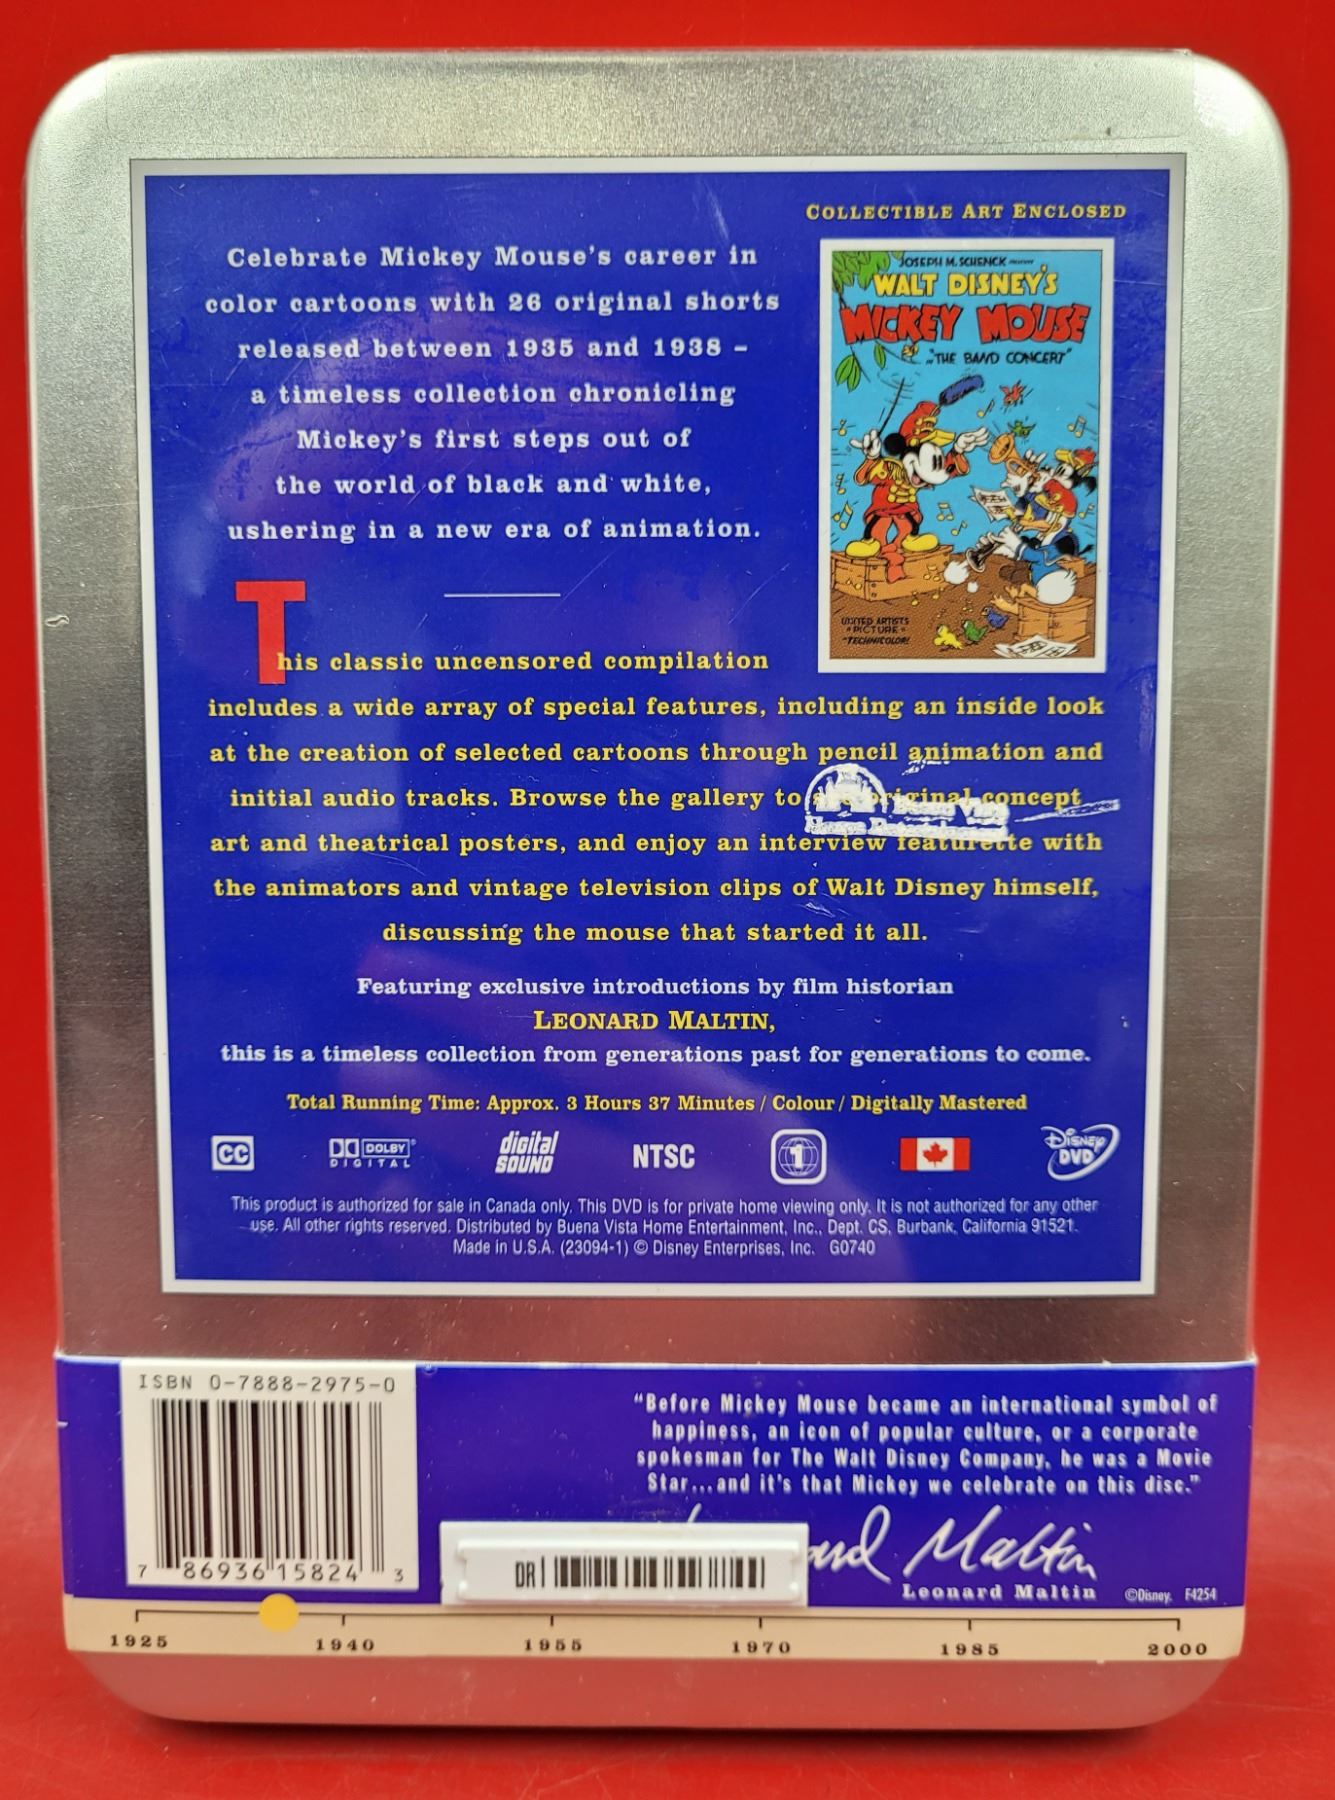 COLLECTIBLE ART ENCLOSED
Celebrate Mickey Mouse's career in
color cartoons with 26 original shorts
released between 1935 and 1938 –
a timeless collection chronicling
Mickey's first steps out of
the world of black and white,
ushering in a new era of animation.
JOSEPH M. SCHENCK
WALT DISNEY'S
MICKEY MOUSE
"THE BAND CONCERT"
UNITED ARTISTS
PICTURE
TECHNICOLOR
This classic uncensored compilation
includes a wide array of special features, including an inside look
at the creation of selected cartoons through pencil animation and
initial audio tracks. Browse the gallery to original concept
art and theatrical posters, and enjoy an interview featurette with
the animators and vintage television clips of Walt Disney himself,
discussing the mouse that started it all.
Featuring exclusive introductions by film historian
LEONARD MALTIN,
this is a timeless collection from generations past for generations to come.
Total Running Time: Approx. 3 Hours 37 Minutes / Colour / Digitally Mastered
CC
DOLBY
DIGITAL
digital
SOUND
NTSC
1
DISNEY
DVD
This product is authorized for sale in Canada only. This DVD is for private home viewing only. It is not authorized for any other
use. All other rights reserved. Distributed by Buena Vista Home Entertainment, Inc., Dept. CS, Burbank, California 91521.
Made in U.S.A. (23094-1) © Disney Enterprises, Inc. G0740
ISBN 0-7888-2975-0
7 86936 15824 3
"Before Mickey Mouse became an international symbol of
happiness, an icon of popular culture, or a corporate
spokesman for The Walt Disney Company, he was a Movie
Star...and it's that Mickey we celebrate on this disc."
Maltin
Leonard Maltin
©Disney. F4254
DR
1925 1940 1955 1970 1985 2000